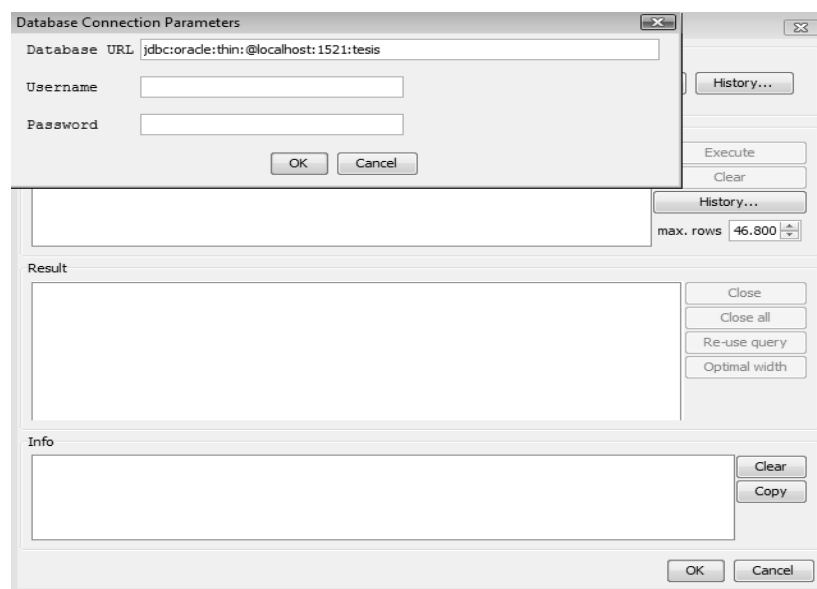 Database Connection Parameters
Database URL jdbc:oracle:thin:@localhost:1521:tesis
Username
Password
OK Cancel
History...
Execute
Clear
History...
max. rows 46.800
Result
Close
Close all
Re-use query
Optimal width
Info
Clear
Copy
OK Cancel